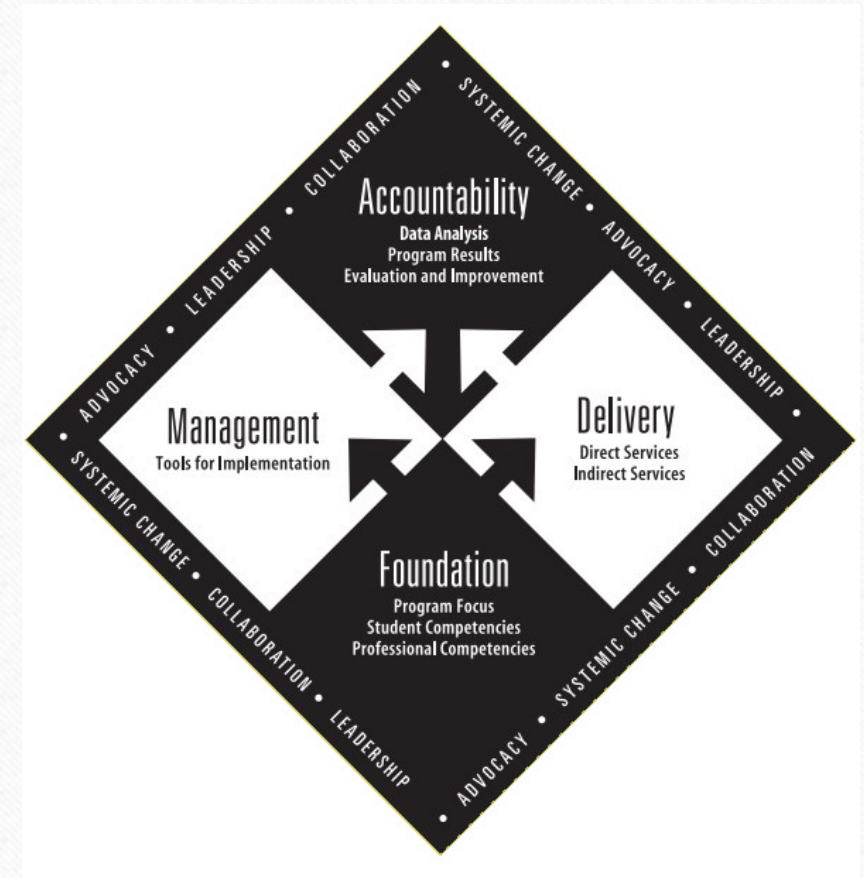 ADVOCACY • LEADERSHIP • COLLABORATION
• SYSTEMIC CHANGE • ADVOCACY • LEADERSHIP •
Accountability
Data Analysis
Program Results
Evaluation and Improvement
Management
Tools for Implementation
Delivery
Direct Services
Indirect Services
Foundation
Program Focus
Student Competencies
Professional Competencies
• SYSTEMIC CHANGE • COLLABORATION • LEADERSHIP
• ADVOCACY • SYSTEMIC CHANGE • COLLABORATION